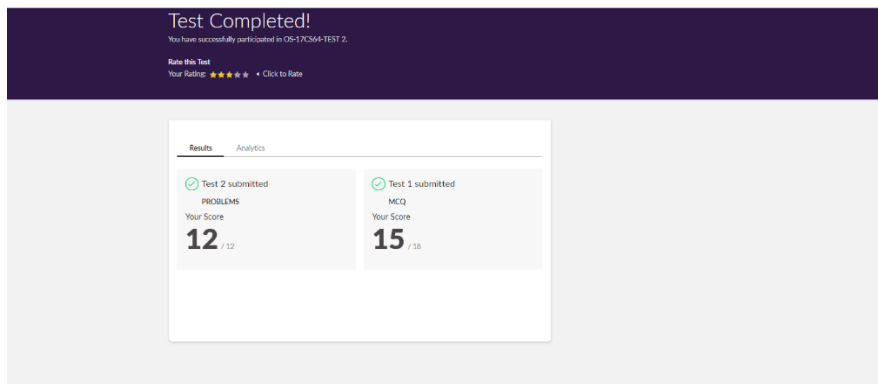 Test Completed!
You have successfully participated in OS-17CS64-TEST 2.
Rate this Test
Your Rating: ★★★★★ • Click to Rate
Results Analytics
Test 2 submitted
PROBLEMS
Your Score
12 / 12
Test 1 submitted
MCQ
Your Score
15 / 18